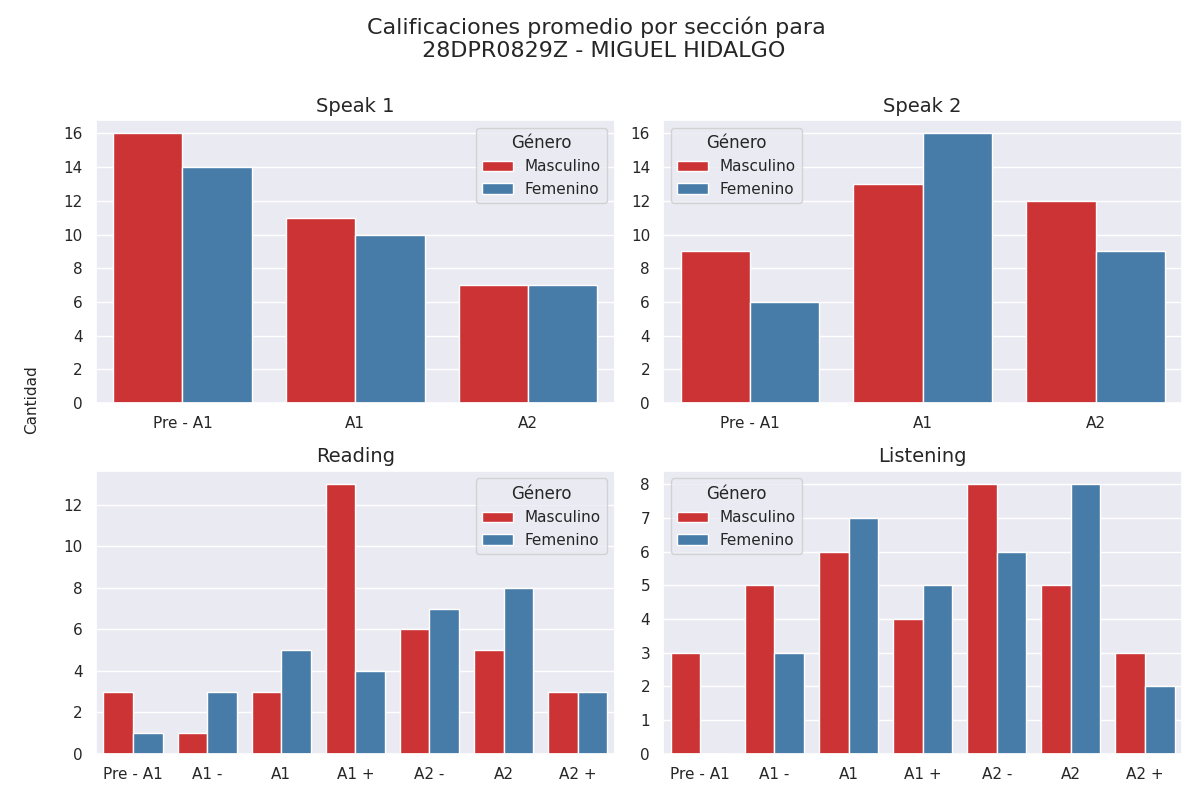 Calificaciones promedio por sección para
28DPR0829Z - MIGUEL HIDALGO
Speak 1
16
14
12
10
8
6
4
2
0
Género
Masculino
Femenino
Pre - A1
A1
A2
Speak 2
16
14
12
10
8
6
4
2
0
Género
Masculino
Femenino
Pre - A1
A1
A2
Cantidad
Reading
12
10
8
6
4
2
0
Género
Masculino
Femenino
Pre - A1
A1 -
A1
A1 +
A2 -
A2
A2 +
Listening
8
7
6
5
4
3
2
1
0
Género
Masculino
Femenino
Pre - A1
A1 -
A1
A1 +
A2 -
A2
A2 +